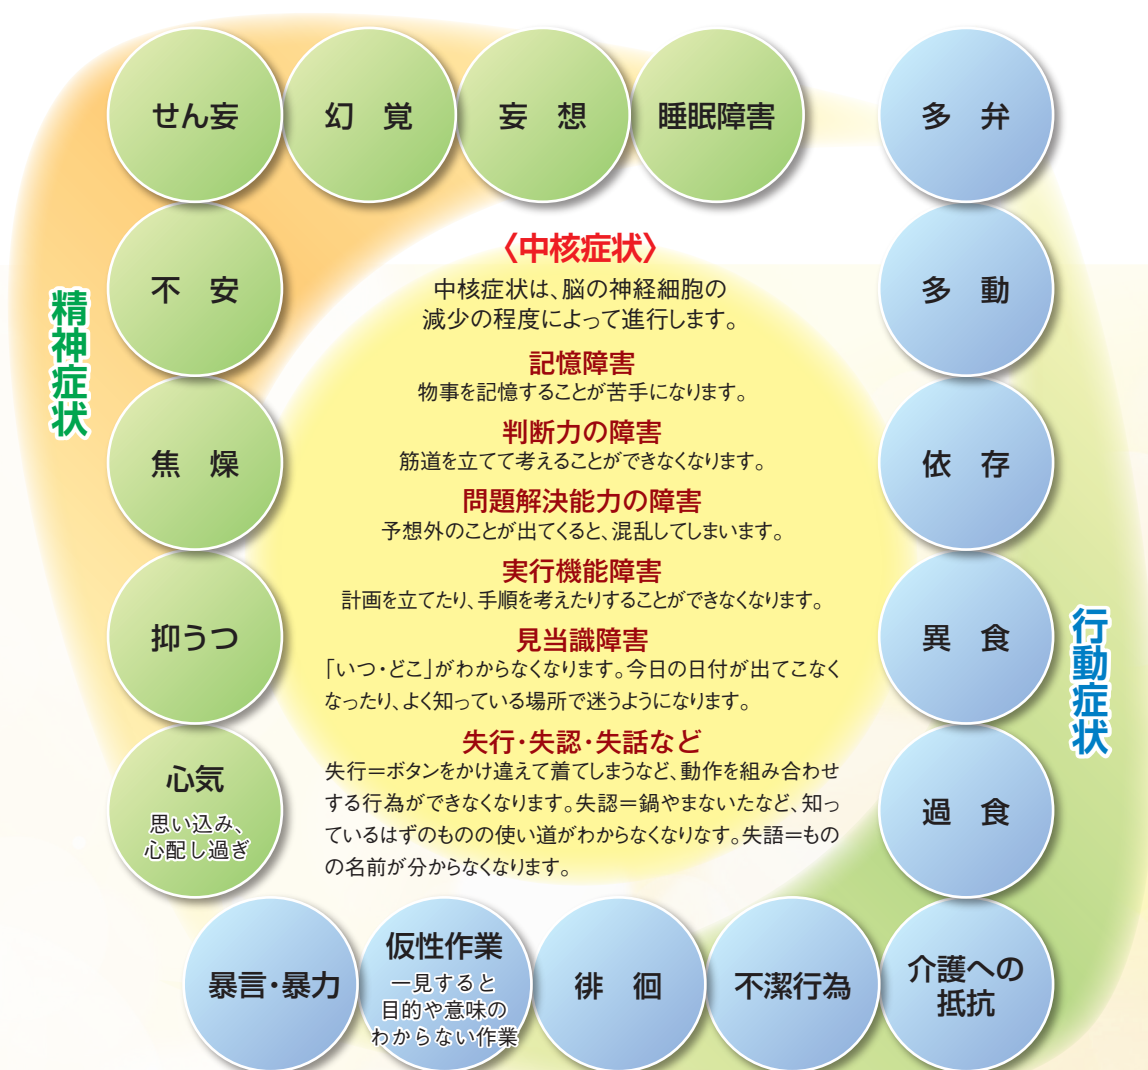 せん妄
幻　覚
妄　想
睡眠障害
多　弁
不　安
多　動
焦　燥
依　存
抑うつ
異　食
心気
思い込み、
心配し過ぎ
過　食
暴言・暴力
仮性作業
一見すると
目的や意味の
わからない作業
徘　徊
不潔行為
介護への
抵抗
精神症状
行動症状
〈中核症状〉
中核症状は、脳の神経細胞の
減少の程度によって進行します。
記憶障害
物事を記憶することが苦手になります。
判断力の障害
筋道を立てて考えることができなくなります。
問題解決能力の障害
予想外のことが出てくると、混乱してしまいます。
実行機能障害
計画を立てたり、手順を考えたりすることができなくなります。
見当識障害
「いつ・どこ」がわからなくなります。今日の日付が出てこなく
なったり、よく知っている場所で迷うようになります。
失行・失認・失話など
失行＝ボタンをかけ違えて着てしまうなど、動作を組み合わせ
する行為ができなくなります。失認＝鍋やまないたなど、知っ
ているはずのものの使い道がわからなくなりなす。失語＝もの
の名前が分からなくなります。